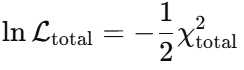 ln ℒ_total = −1/2 χ²_total